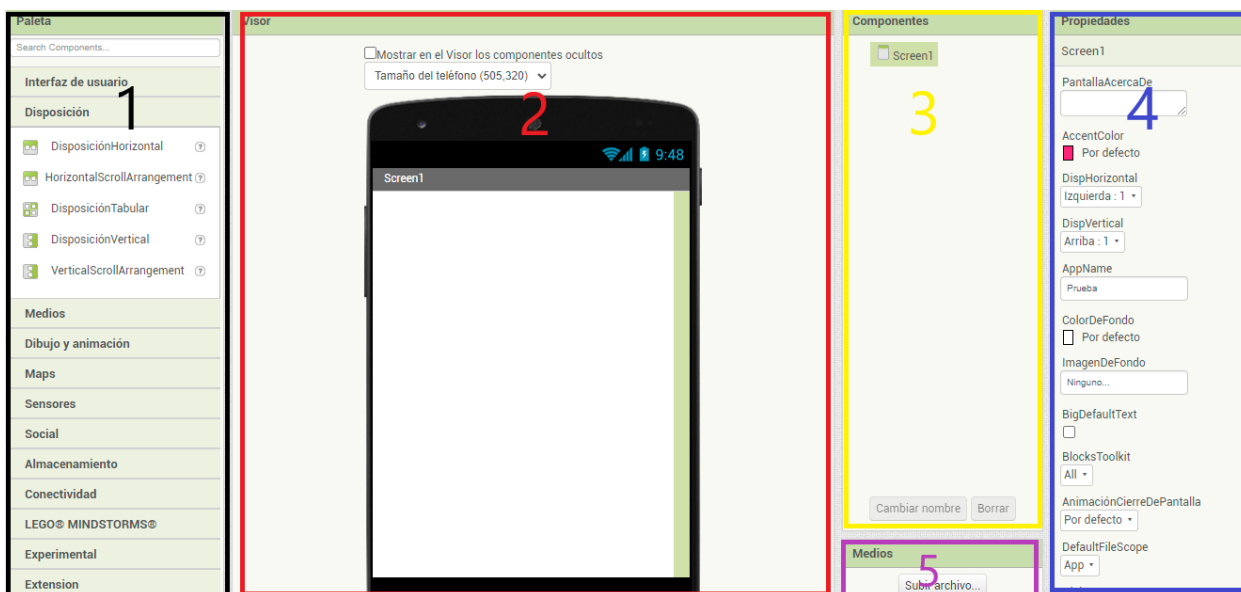 Paleta
Search Components...
Interfaz de usuario
1
Disposición
DisposiciónHorizontal
HorizontalScrollArrangement
DisposiciónTabular
DisposiciónVertical
VerticalScrollArrangement
Medios
Dibujo y animación
Maps
Sensores
Social
Almacenamiento
Conectividad
LEGO® MINDSTORMS®
Experimental
Extension
Visor
Mostrar en el Visor los componentes ocultos
Tamaño del teléfono (505,320)
2
9:48
Screen1
Componentes
Screen1
3
Cambiar nombre Borrar
Medios
5
Subir archivo...
Propiedades
Screen1
PantallaAcercaDe
4
AccentColor
Por defecto
DispHorizontal
Izquierda : 1
DispVertical
Arriba : 1
AppName
Prueba
ColorDeFondo
Por defecto
ImagenDeFondo
Ninguno...
BigDefaultText
BlocksToolkit
All
AnimaciónCierreDePantalla
Por defecto
DefaultFileScope
App